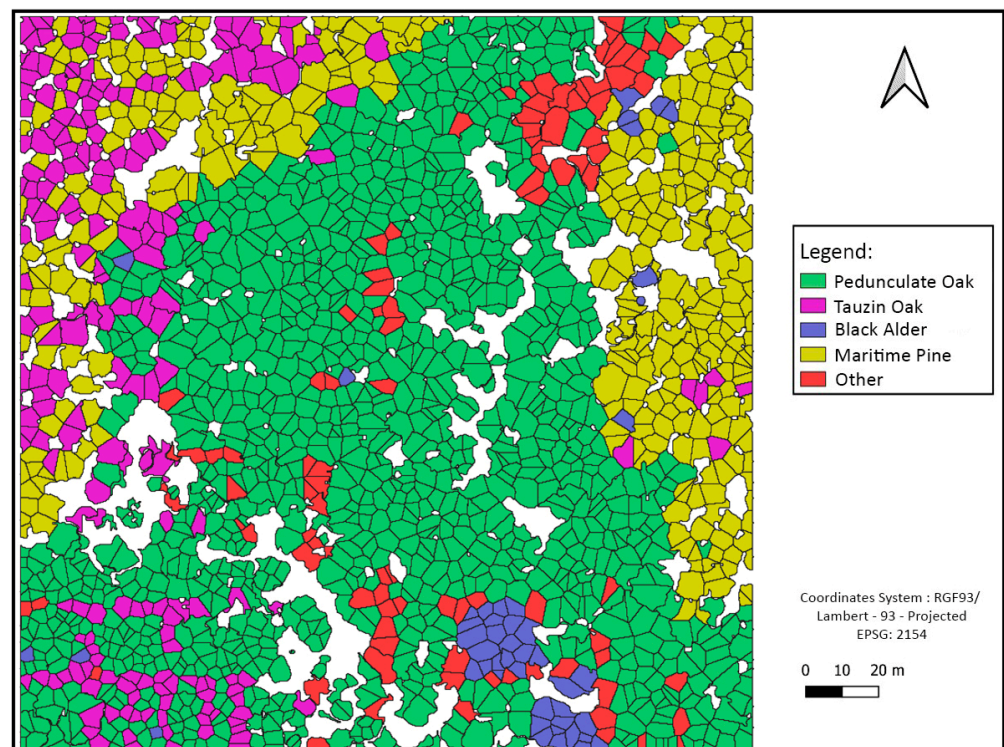 Legend:
Pedunculate Oak
Tauzin Oak
Black Alder
Maritime Pine
Other
Coordinates System : RGF93/
Lambert - 93 - Projected
EPSG: 2154
0 10 20 m